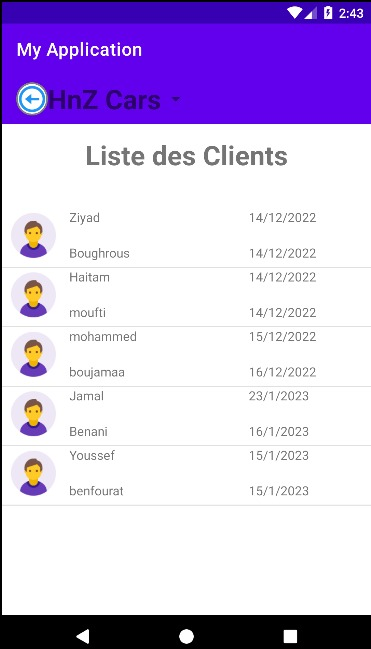 2:43
My Application
HnZ Cars
Liste des Clients
Ziyad 14/12/2022
Boughrous 14/12/2022
Haitam 14/12/2022
moufti 14/12/2022
mohammed 15/12/2022
boujamaa 16/12/2022
Jamal 23/1/2023
Benani 16/1/2023
Youssef 15/1/2023
benfourat 15/1/2023